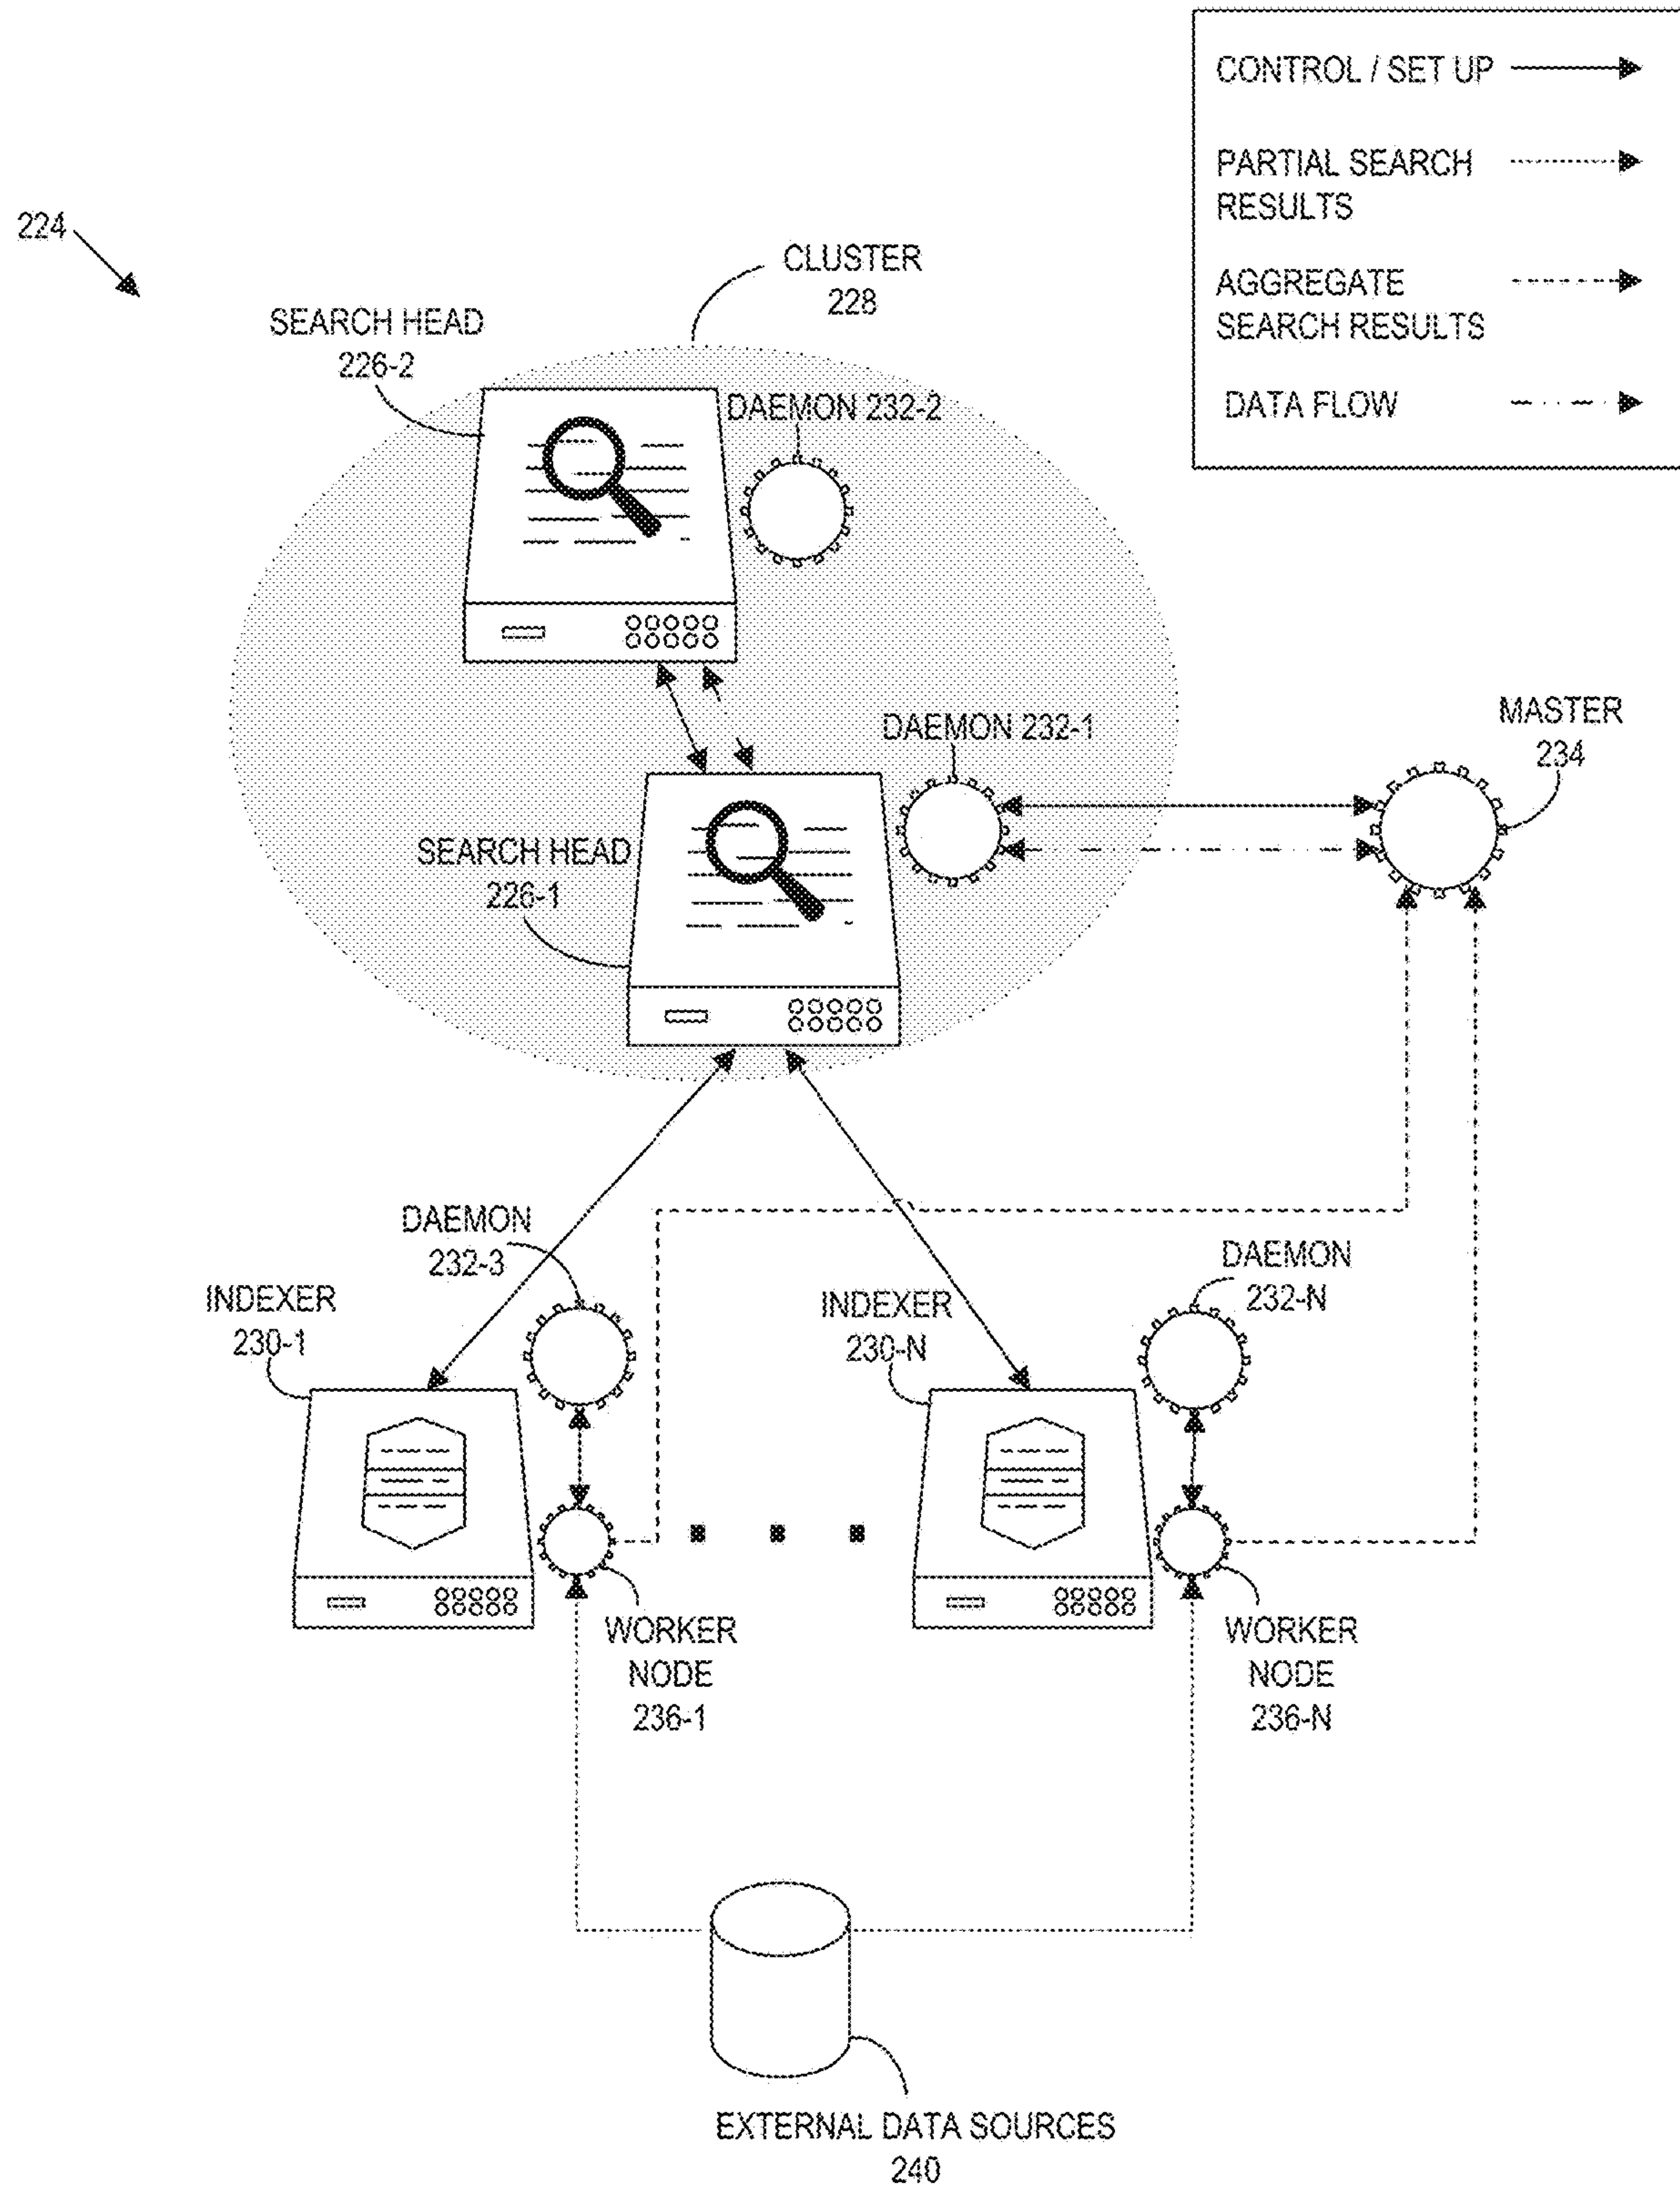 CONTROL / SET UP
PARTIAL SEARCH
RESULTS
AGGREGATE
SEARCH RESULTS
DATA FLOW
224
CLUSTER
228
SEARCH HEAD
226-2
DAEMON 232-2
DAEMON 232-1
MASTER
234
SEARCH HEAD
226-1
DAEMON
232-3
INDEXER
230-1
INDEXER
230-N
DAEMON
232-N
WORKER
NODE
236-1
WORKER
NODE
236-N
EXTERNAL DATA SOURCES
240